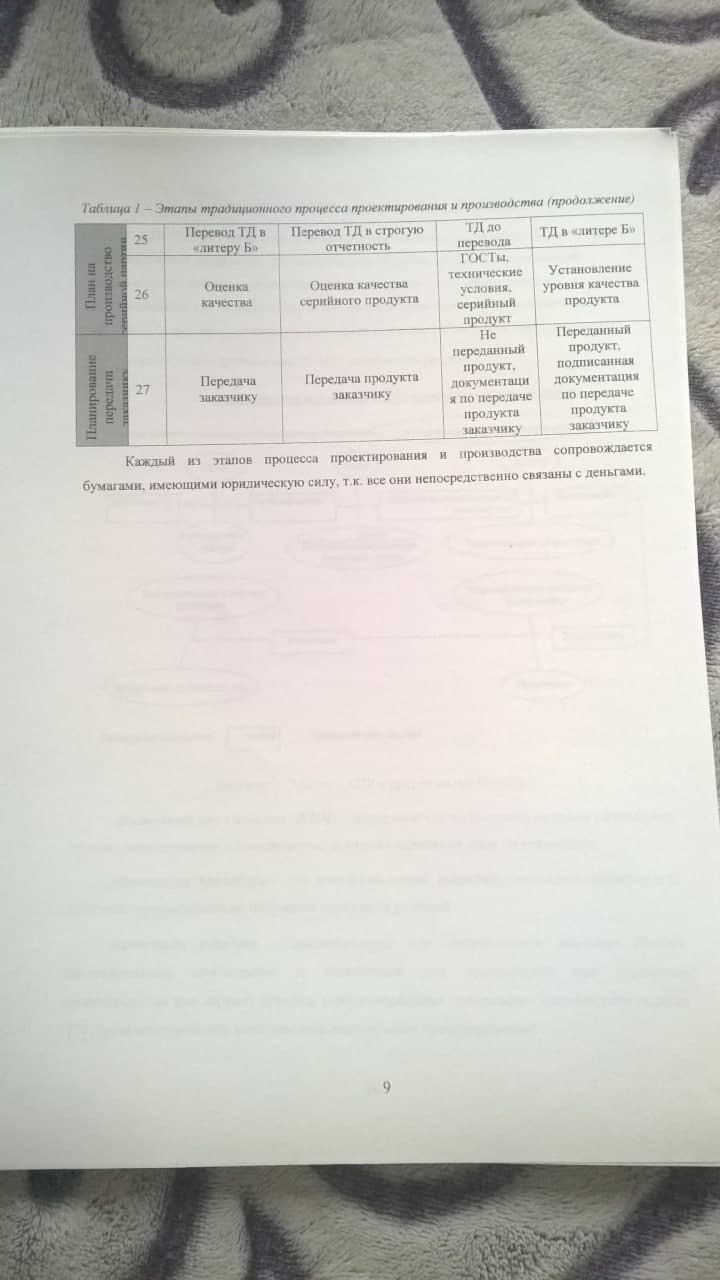 Таблица 1 – Этапы традиционного процесса проектирования и производства (продолжение)
План на
производство
серийной партии
25
Перевод ТД в
«литеру Б»
Перевод ТД в строгую
отчетность
ТД до
перевода
ТД в «литере Б»
26
Оценка
качества
Оценка качества
серийного продукта
ГОСТы,
технические
условия,
серийный
продукт
Установление
уровня качества
продукта
Планирование
передачи
заказчику
27
Передача
заказчику
Передача продукта
заказчику
Не
переданный
продукт,
документаци
я по передаче
продукта
заказчику
Переданный
продукт,
подписанная
документация
по передаче
продукта
заказчику
Каждый из этапов процесса проектирования и производства сопровождается
бумагами, имеющими юридическую силу, т.к. все они непосредственно связаны с деньгами.
9